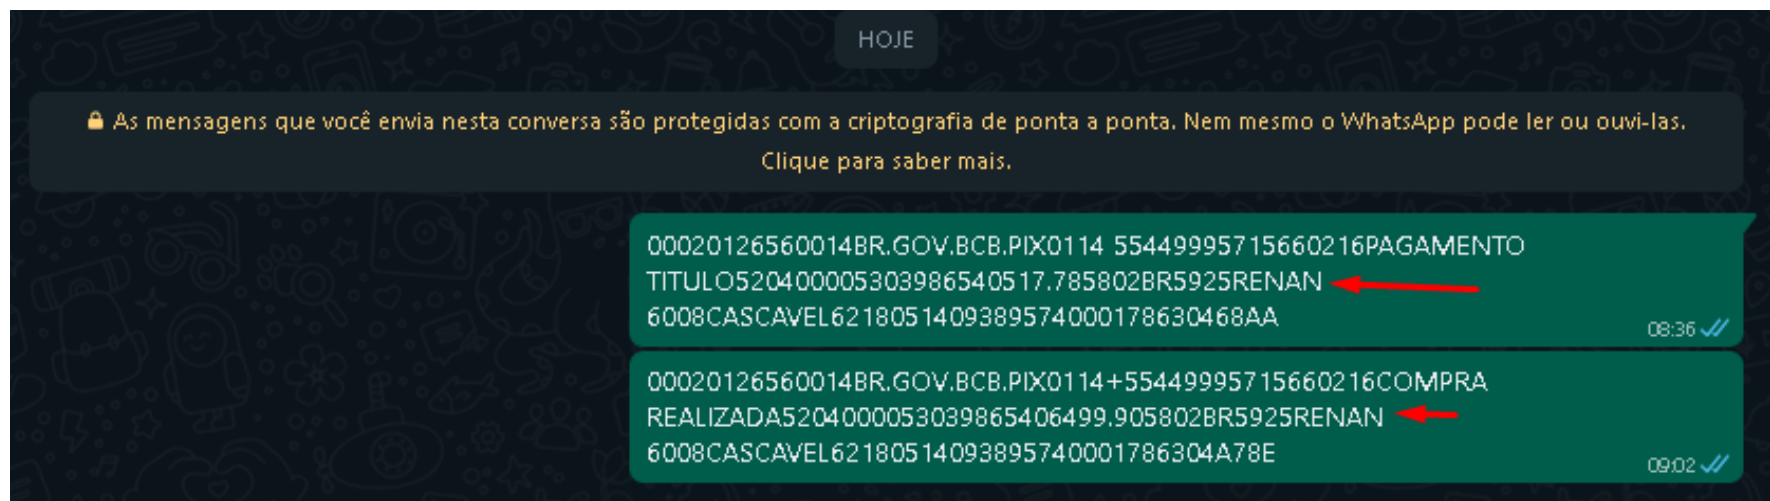 HOJE
As mensagens que você envia nesta conversa são protegidas com a criptografia de ponta a ponta. Nem mesmo o WhatsApp pode ler ou ouvi-las.
Clique para saber mais.
00020126560014BR.GOV.BCB.PIX0114 5544999571566​0216PAGAMENTO
TITULO5204000053039865405​17.785802BR5925RENAN
6008CASCAVEL62180514093895740001786304​68AA
08:36
00020126560014BR.GOV.BCB.PIX0114+5544999571566​0216COMPRA
REALIZADA5204000053039865406499.905802BR5925RENAN
6008CASCAVEL62180514093895740001786304A78E
09:02